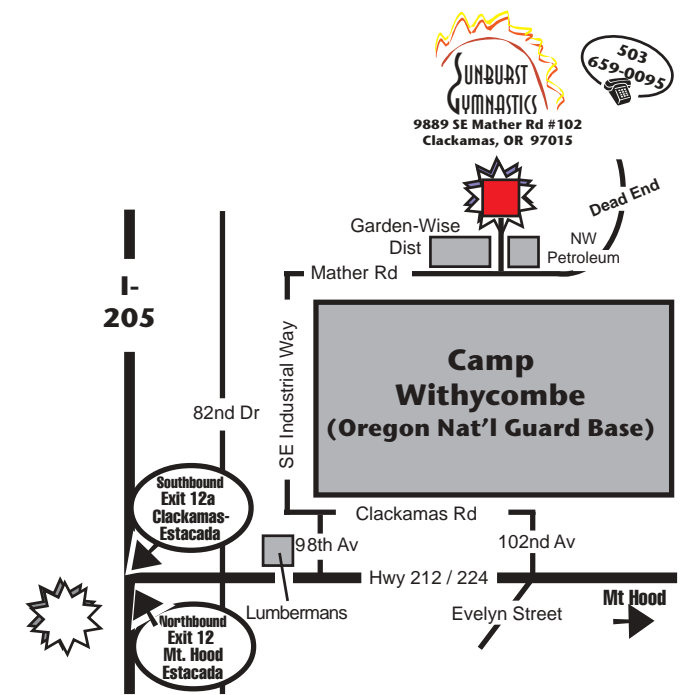 SUNBURST
GYMNASTICS
9889 SE Mather Rd #102
Clackamas, OR 97015
503
659-0095
Dead End
Garden-Wise
Dist
NW
Petroleum
Mather Rd
I-
205
SE Industrial Way
Camp
Withycombe
(Oregon Nat'l Guard Base)
82nd Dr
Southbound
Exit 12a
Clackamas-
Estacada
Clackamas Rd
98th Av
102nd Av
Hwy 212 / 224
Lumbermans
Evelyn Street
Mt Hood
Northbound
Exit 12
Mt. Hood
Estacada